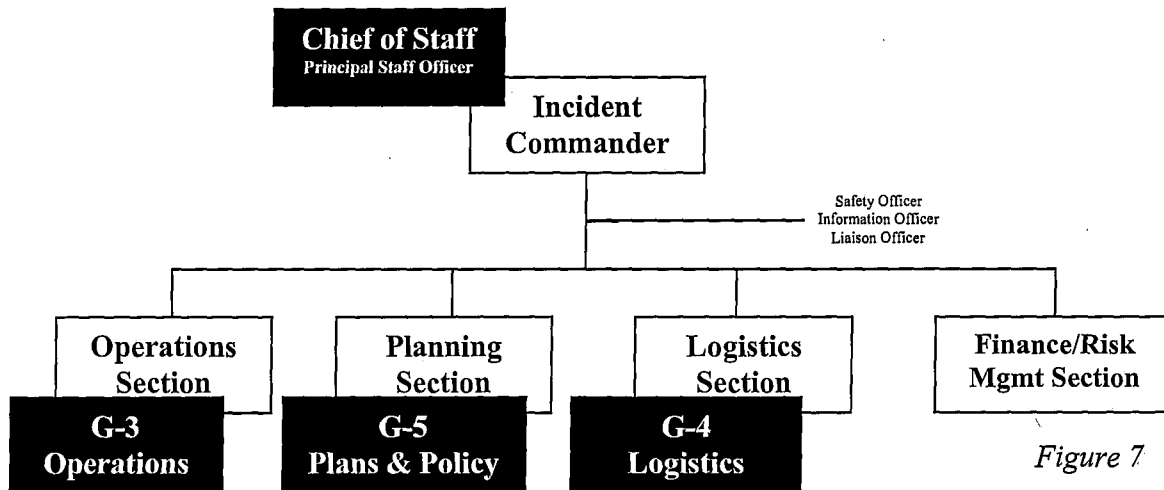 Chief of Staff
Principal Staff Officer
Incident
Commander
Safety Officer
Information Officer
Liaison Officer
Operations
Section
G-3
Operations
Planning
Section
G-5
Plans & Policy
Logistics
Section
G-4
Logistics
Finance/Risk
Mgmt Section
Figure 7